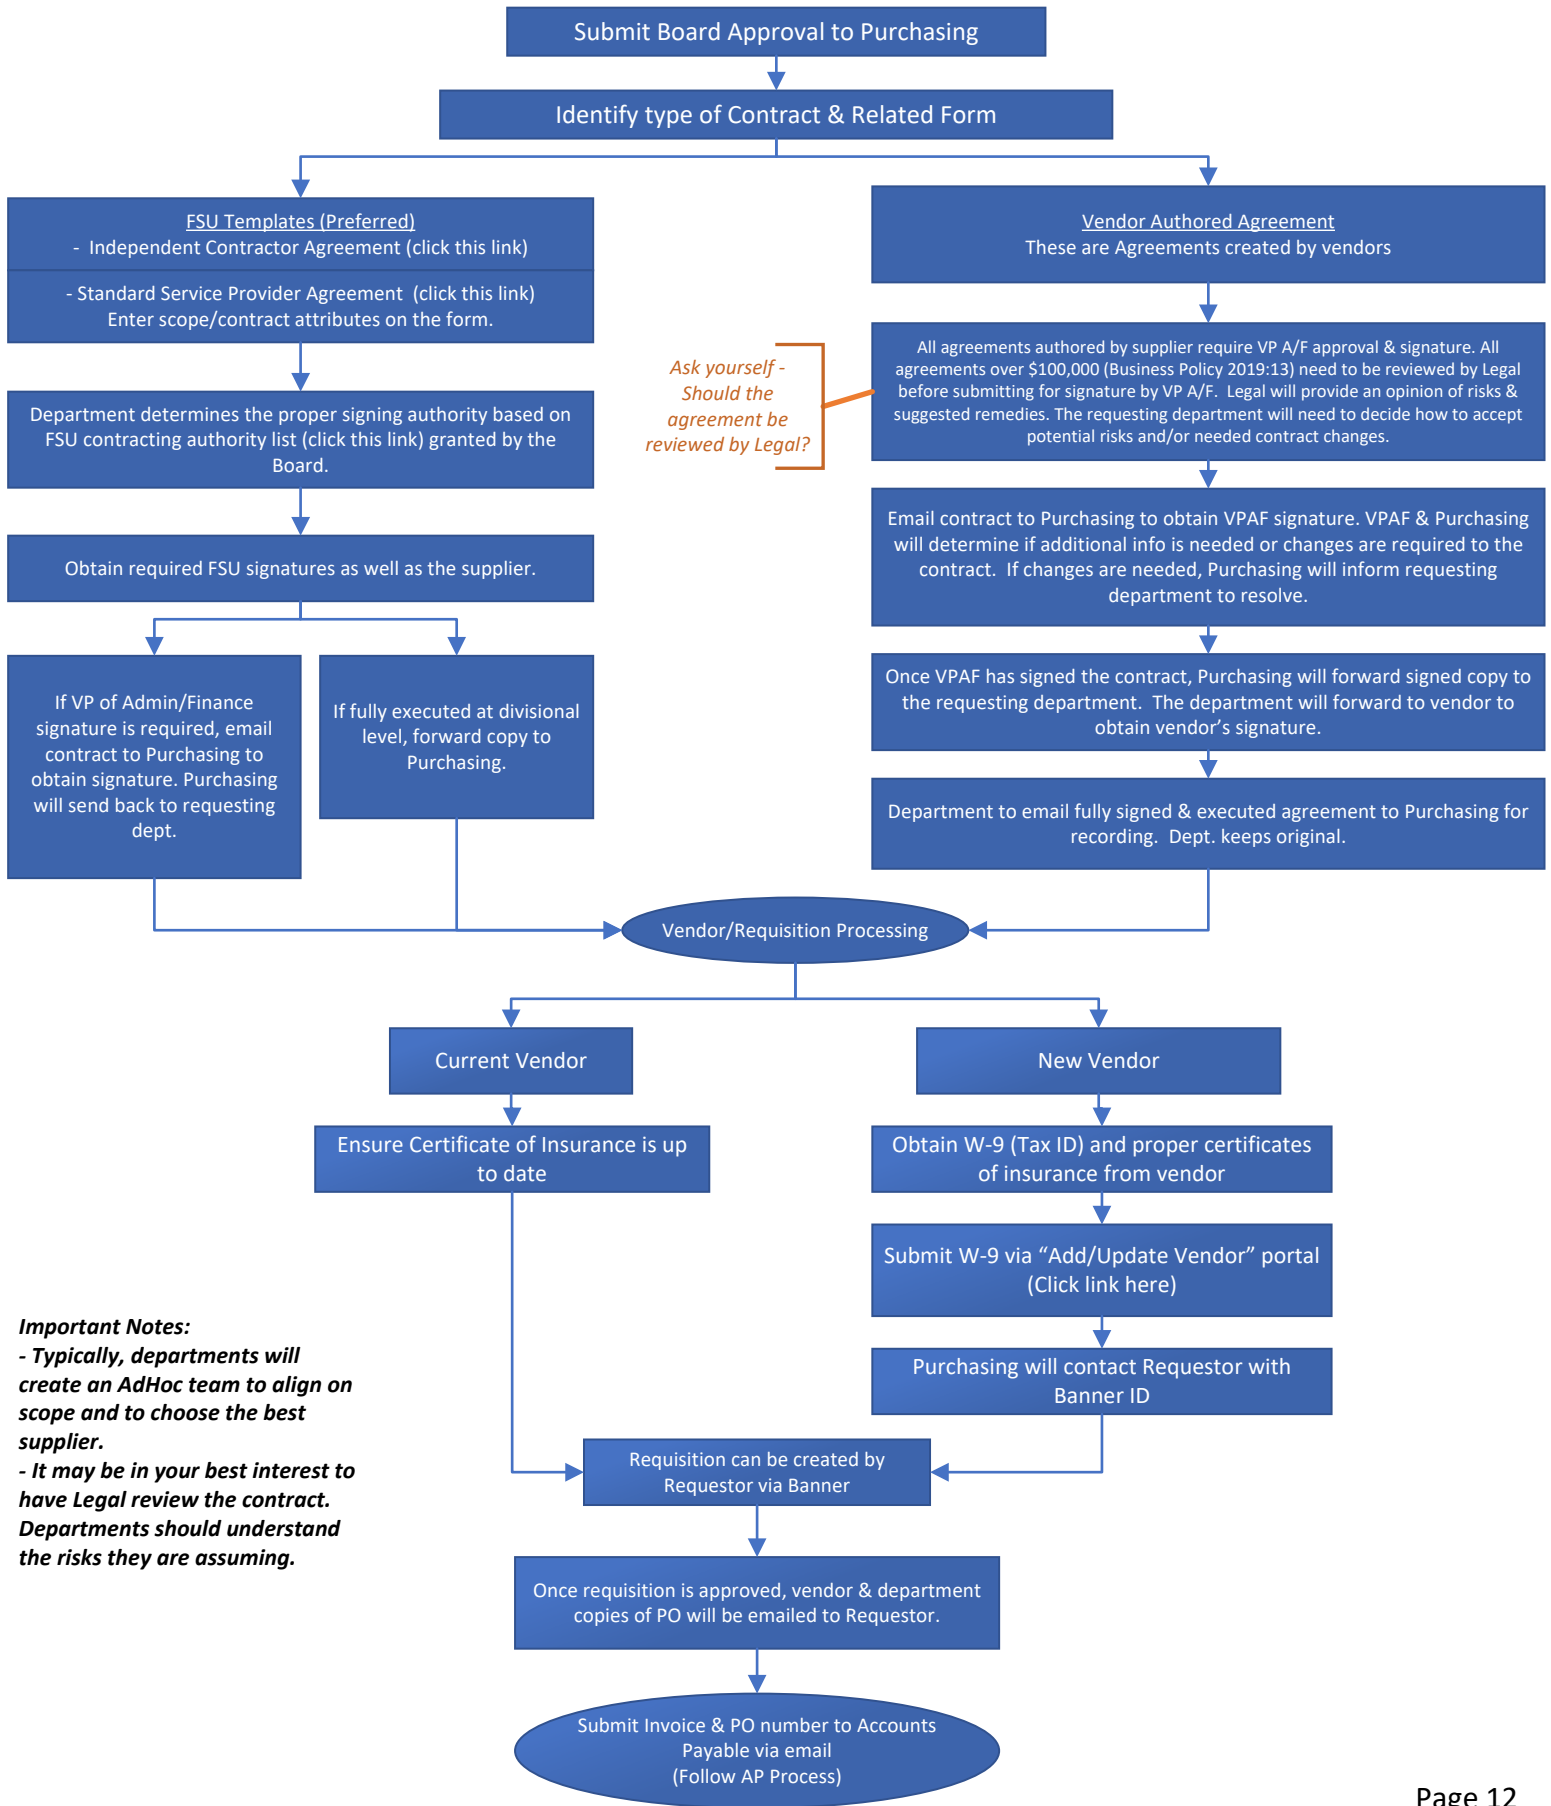 Submit Board Approval to Purchasing
Identify type of Contract & Related Form
FSU Templates (Preferred)
- Independent Contractor Agreement (click this link)
- Standard Service Provider Agreement (click this link)
Enter scope/contract attributes on the form.
Department determines the proper signing authority based on
FSU contracting authority list (click this link) granted by the
Board.
Obtain required FSU signatures as well as the supplier.
If VP of Admin/Finance
signature is required, email
contract to Purchasing to
obtain signature. Purchasing
will send back to requesting
dept.
If fully executed at divisional
level, forward copy to
Purchasing.
Vendor Authored Agreement
These are Agreements created by vendors
Ask yourself -
Should the
agreement be
reviewed by Legal?
All agreements authored by supplier require VP A/F approval & signature. All
agreements over $100,000 (Business Policy 2019:13) need to be reviewed by Legal
before submitting for signature by VP A/F. Legal will provide an opinion of risks &
suggested remedies. The requesting department will need to decide how to accept
potential risks and/or needed contract changes.
Email contract to Purchasing to obtain VPAF signature. VPAF & Purchasing
will determine if additional info is needed or changes are required to the
contract. If changes are needed, Purchasing will inform requesting
department to resolve.
Once VPAF has signed the contract, Purchasing will forward signed copy to
the requesting department. The department will forward to vendor to
obtain vendor’s signature.
Department to email fully signed & executed agreement to Purchasing for
recording. Dept. keeps original.
Vendor/Requisition Processing
Current Vendor
Ensure Certificate of Insurance is up
to date
New Vendor
Obtain W-9 (Tax ID) and proper certificates
of insurance from vendor
Submit W-9 via “Add/Update Vendor” portal
(Click link here)
Purchasing will contact Requestor with
Banner ID
Important Notes:
- Typically, departments will
create an AdHoc team to align on
scope and to choose the best
supplier.
- It may be in your best interest to
have Legal review the contract.
Departments should understand
the risks they are assuming.
Requisition can be created by
Requestor via Banner
Once requisition is approved, vendor & department
copies of PO will be emailed to Requestor.
Submit Invoice & PO number to Accounts
Payable via email
(Follow AP Process)
Page 12